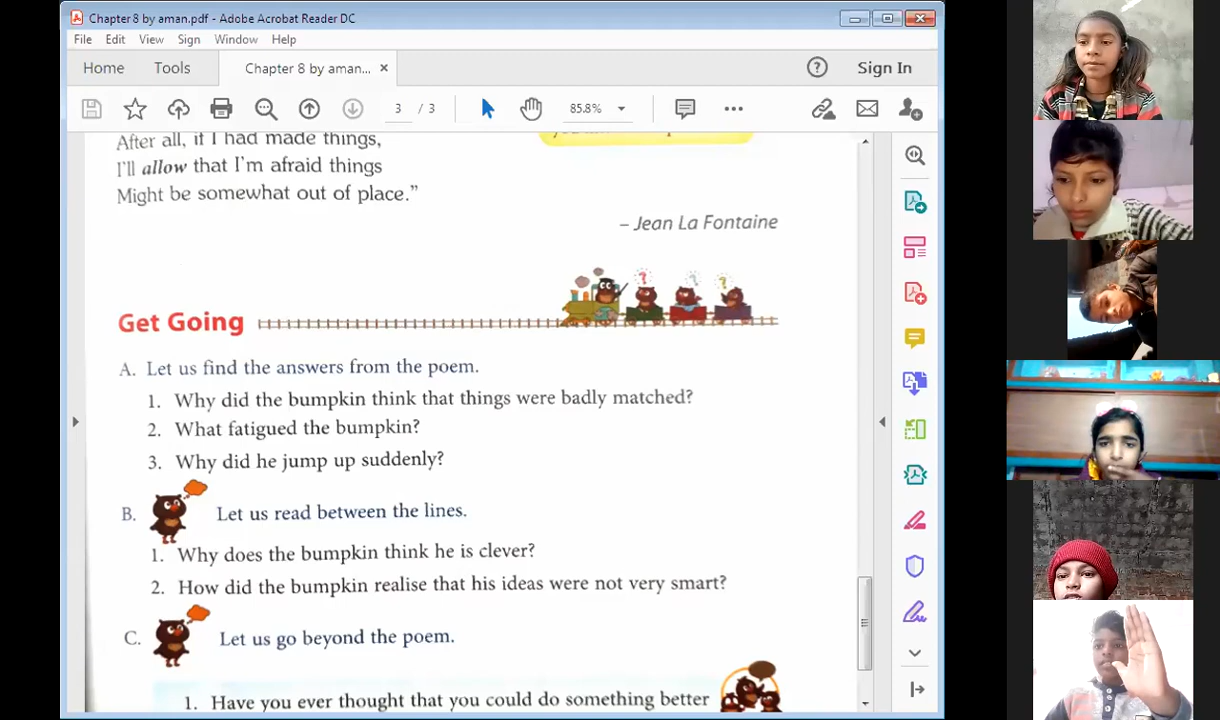 Chapter 8 by aman.pdf - Adobe Acrobat Reader DC
File Edit View Sign Window Help
Home Tools Chapter 8 by aman... × Sign In
3 / 3 85.8%
After all, if I had made things,
I'll allow that I'm afraid things
Might be somewhat out of place."
– Jean La Fontaine
Get Going
A. Let us find the answers from the poem.
1. Why did the bumpkin think that things were badly matched?
2. What fatigued the bumpkin?
3. Why did he jump up suddenly?
B. Let us read between the lines.
1. Why does the bumpkin think he is clever?
2. How did the bumpkin realise that his ideas were not very smart?
C. Let us go beyond the poem.
1. Have you ever thought that you could do something better